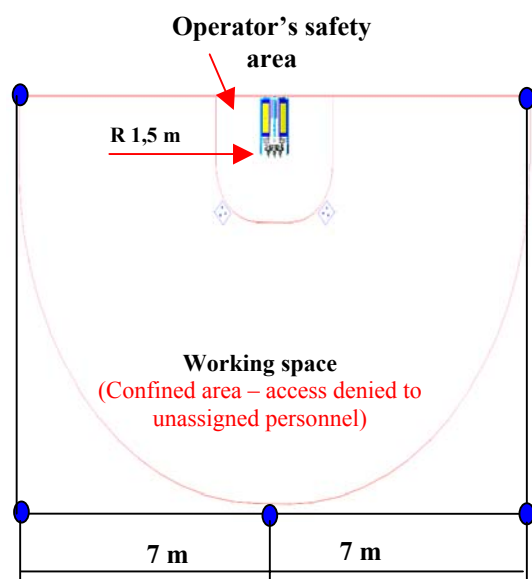 Operator’s safety
area
R 1,5 m
Working space
(Confined area – access denied to
unassigned personnel)
7 m
7 m